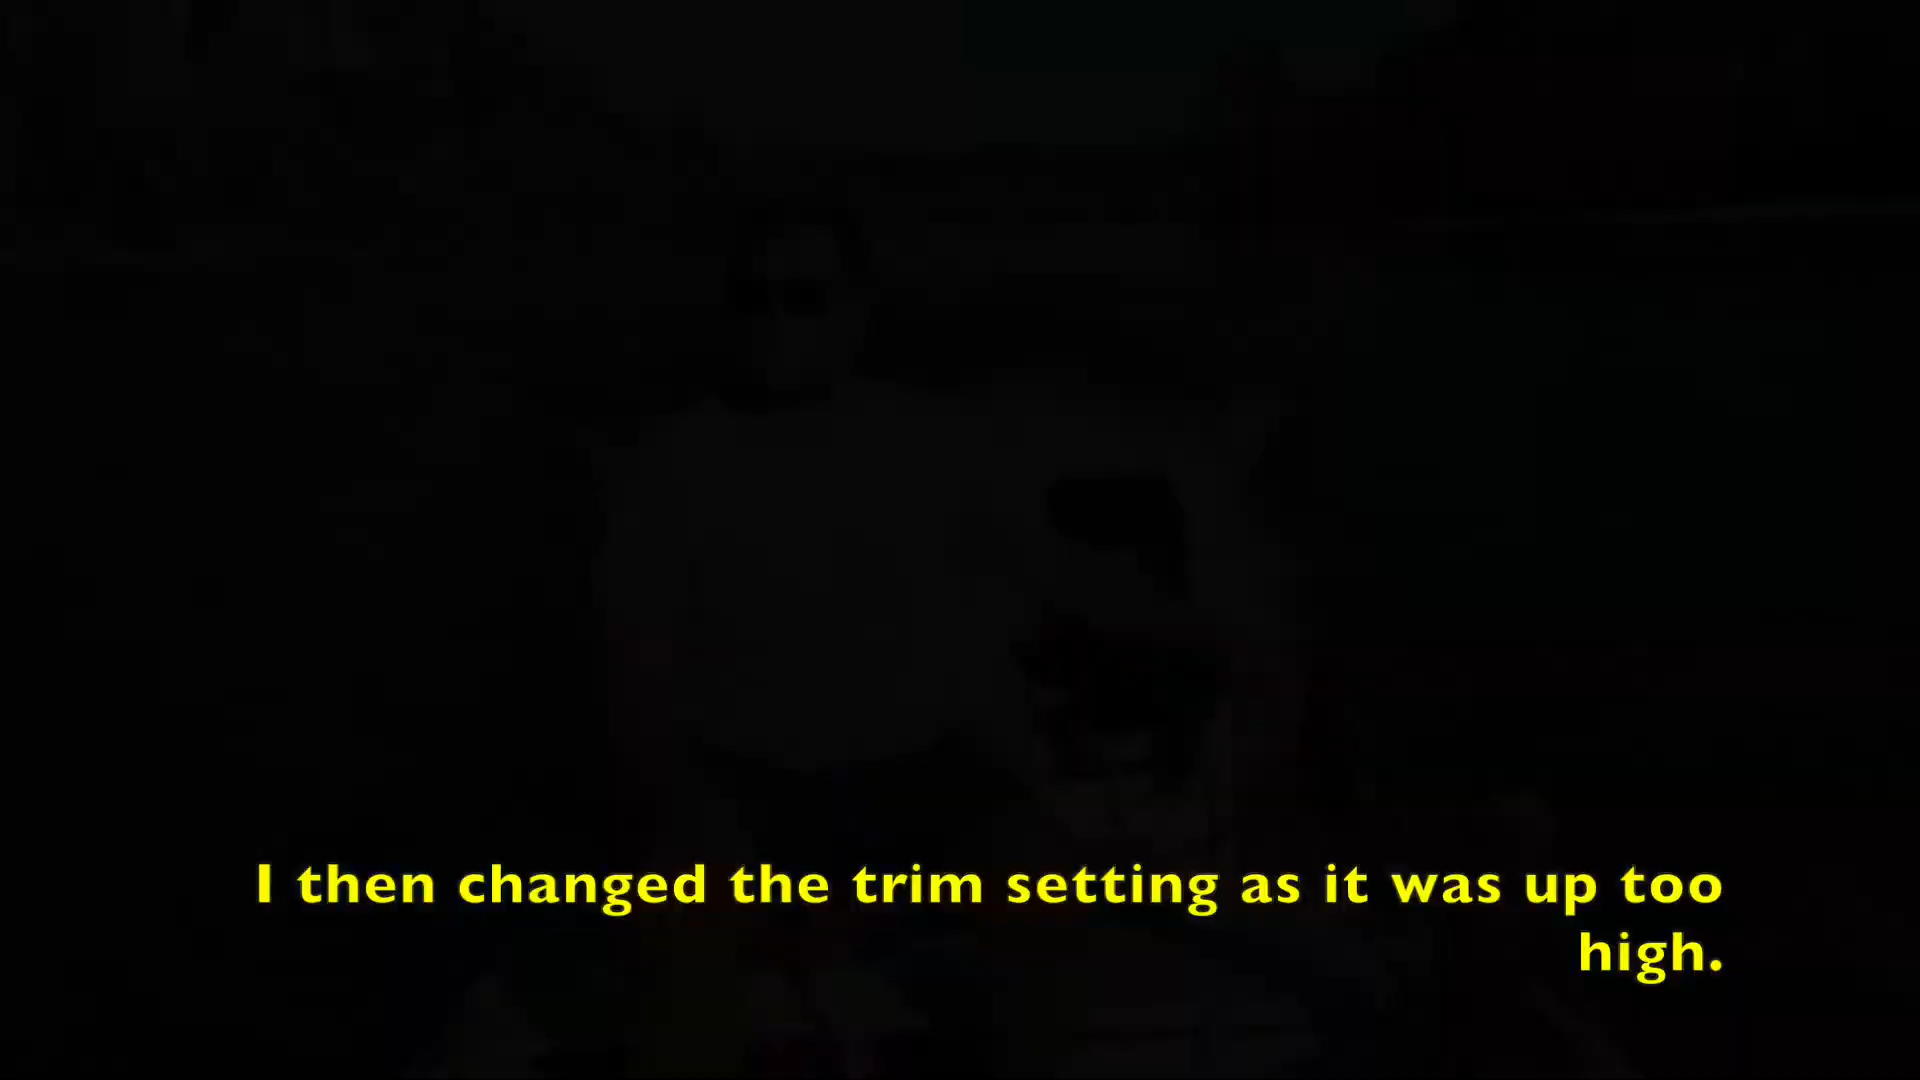 I then changed the trim setting as it was up too
high.